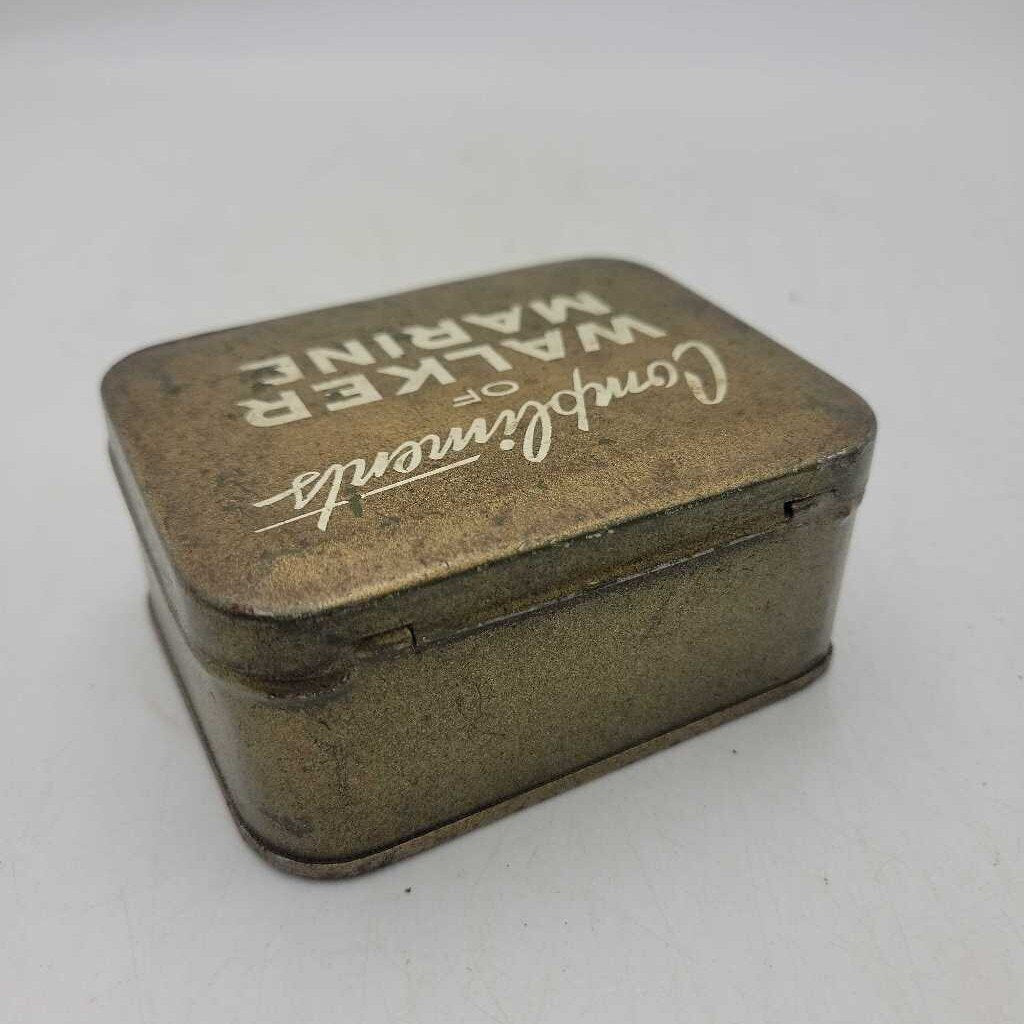 Compliments
OF
WALKER
MARINE